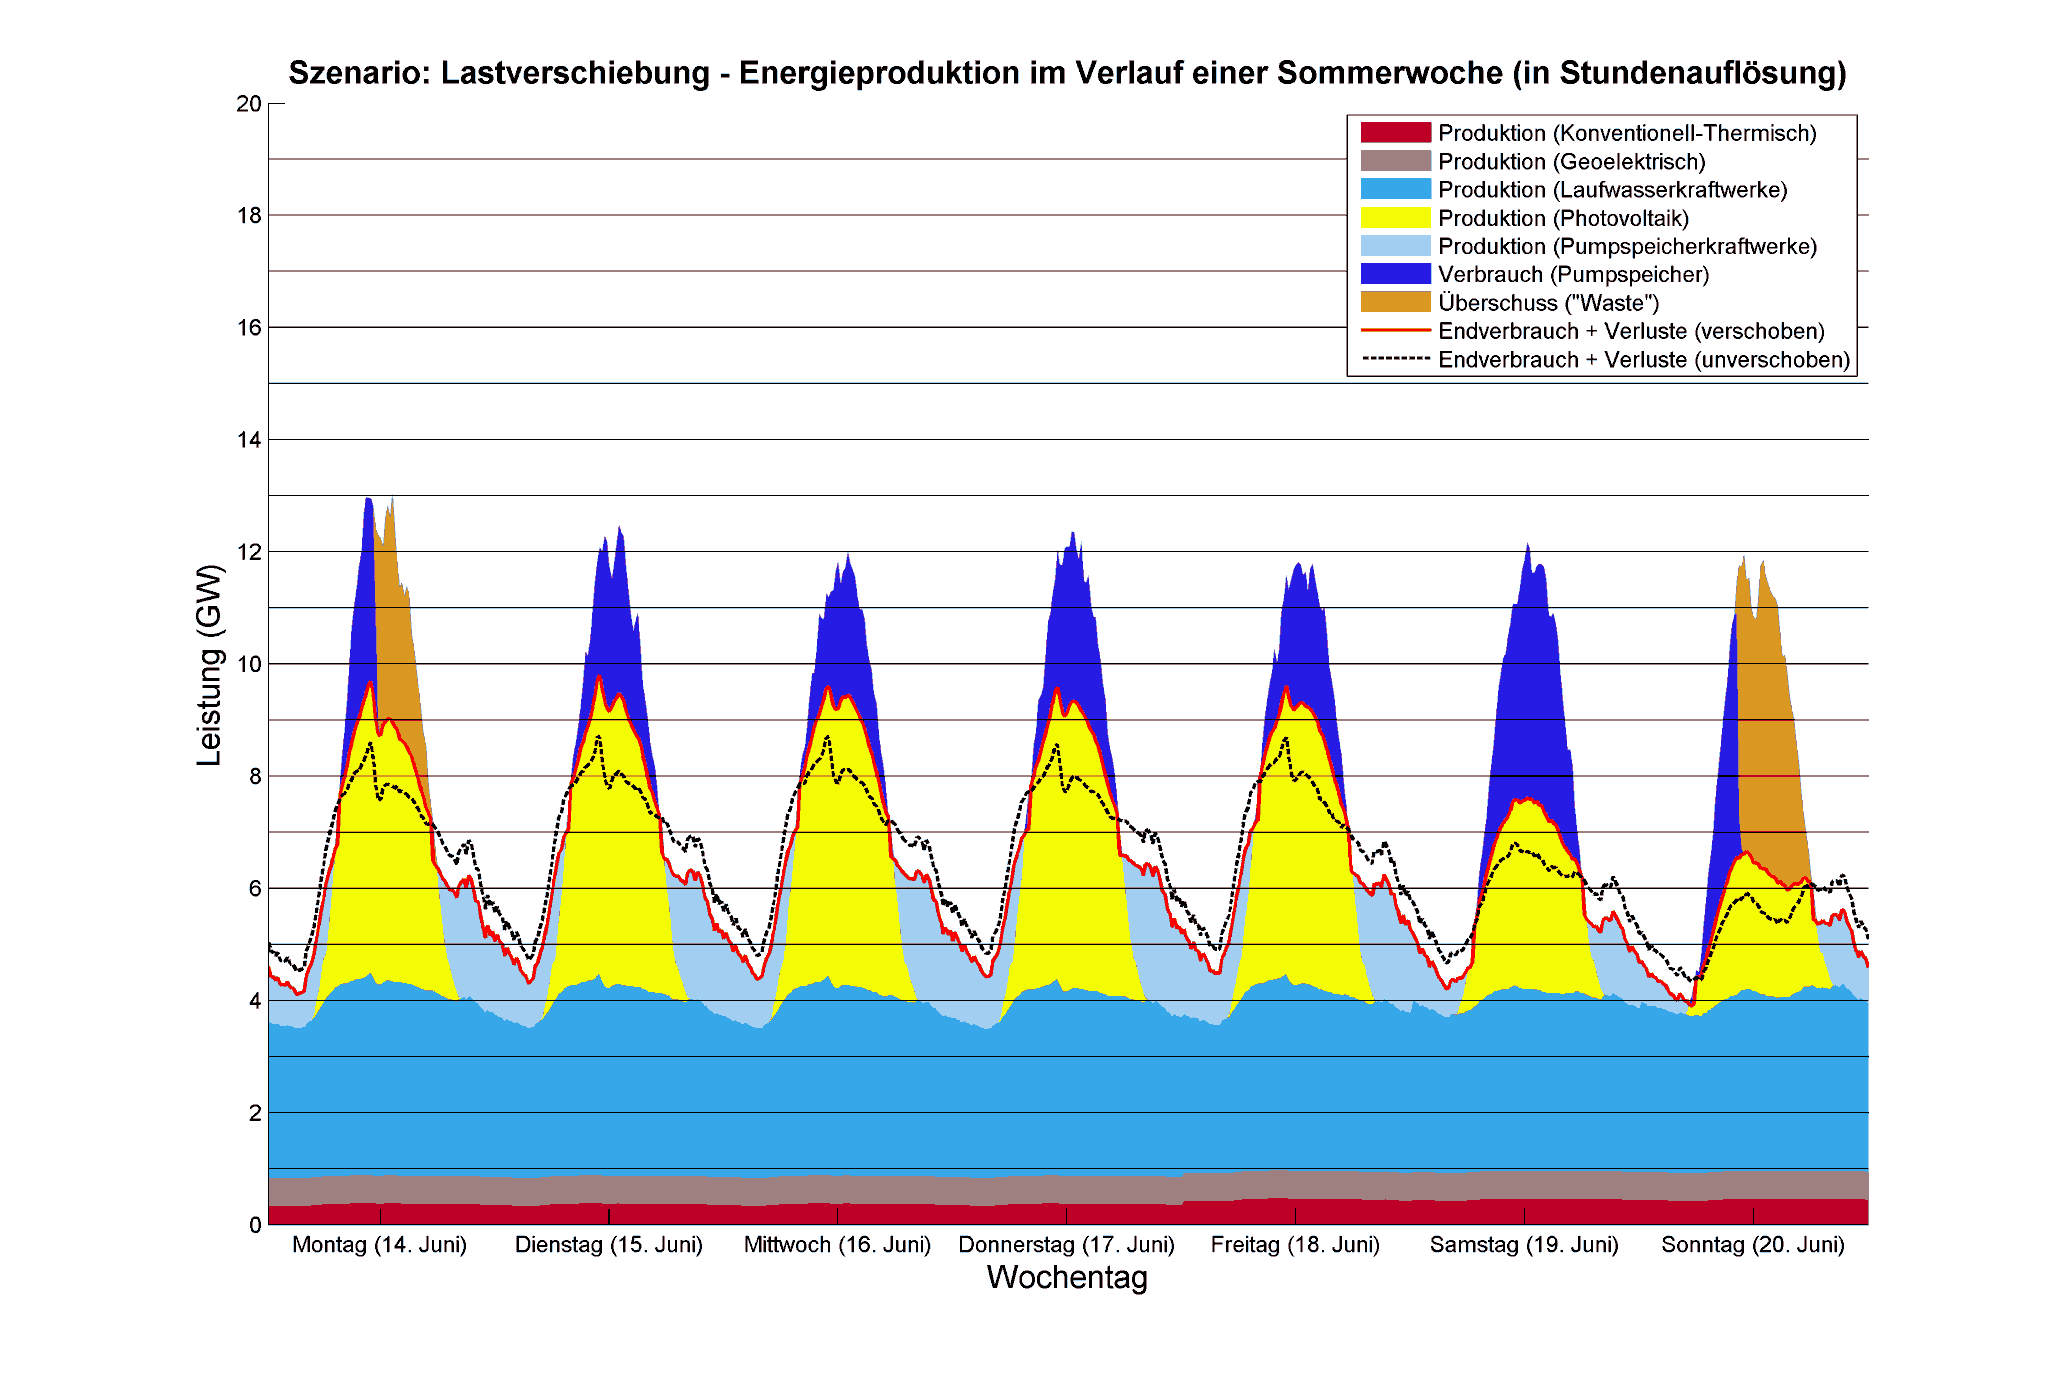 Szenario: Lastverschiebung - Energieproduktion im Verlauf einer Sommerwoche (in Stundenauflösung)
20
18
16
14
12
10
8
6
4
2
0
Leistung (GW)
Produktion (Konventionell-Thermisch)
Produktion (Geoelektrisch)
Produktion (Laufwasserkraftwerke)
Produktion (Photovoltaik)
Produktion (Pumpspeicherkraftwerke)
Verbrauch (Pumpspeicher)
Überschuss ("Waste")
Endverbrauch + Verluste (verschoben)
Endverbrauch + Verluste (unverschoben)
Montag (14. Juni) Dienstag (15. Juni) Mittwoch (16. Juni) Donnerstag (17. Juni) Freitag (18. Juni) Samstag (19. Juni) Sonntag (20. Juni)
Wochentag